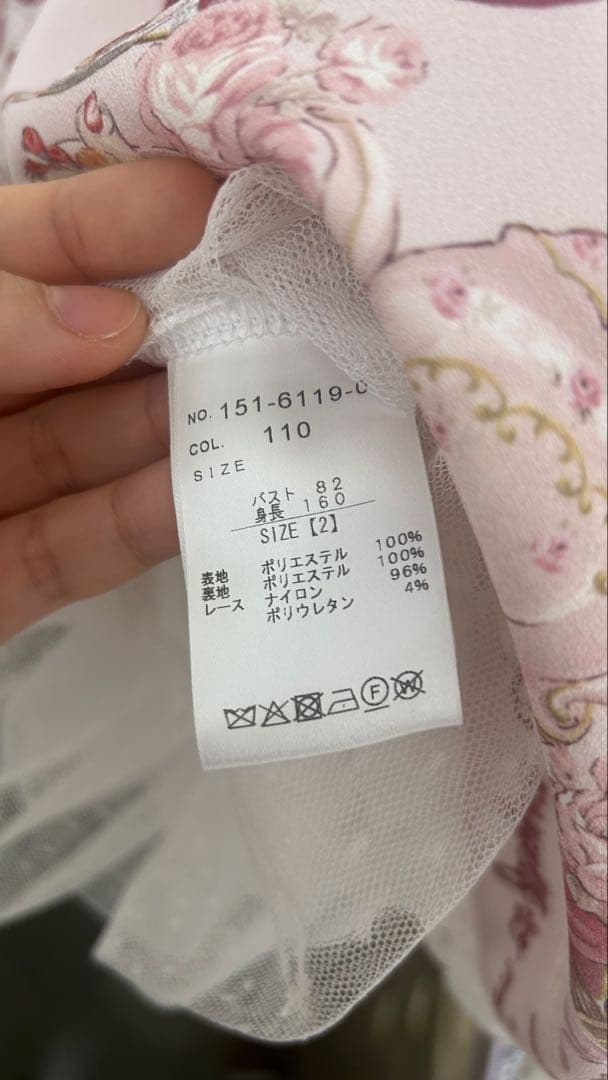 NO. 151-6119-0
COL. 110
SIZE
バスト 82
身長 160
SIZE【2】
表地 ポリエステル 100%
裏地 ポリエステル 100%
レース ナイロン 96%
ポリウレタン 4%
F
W